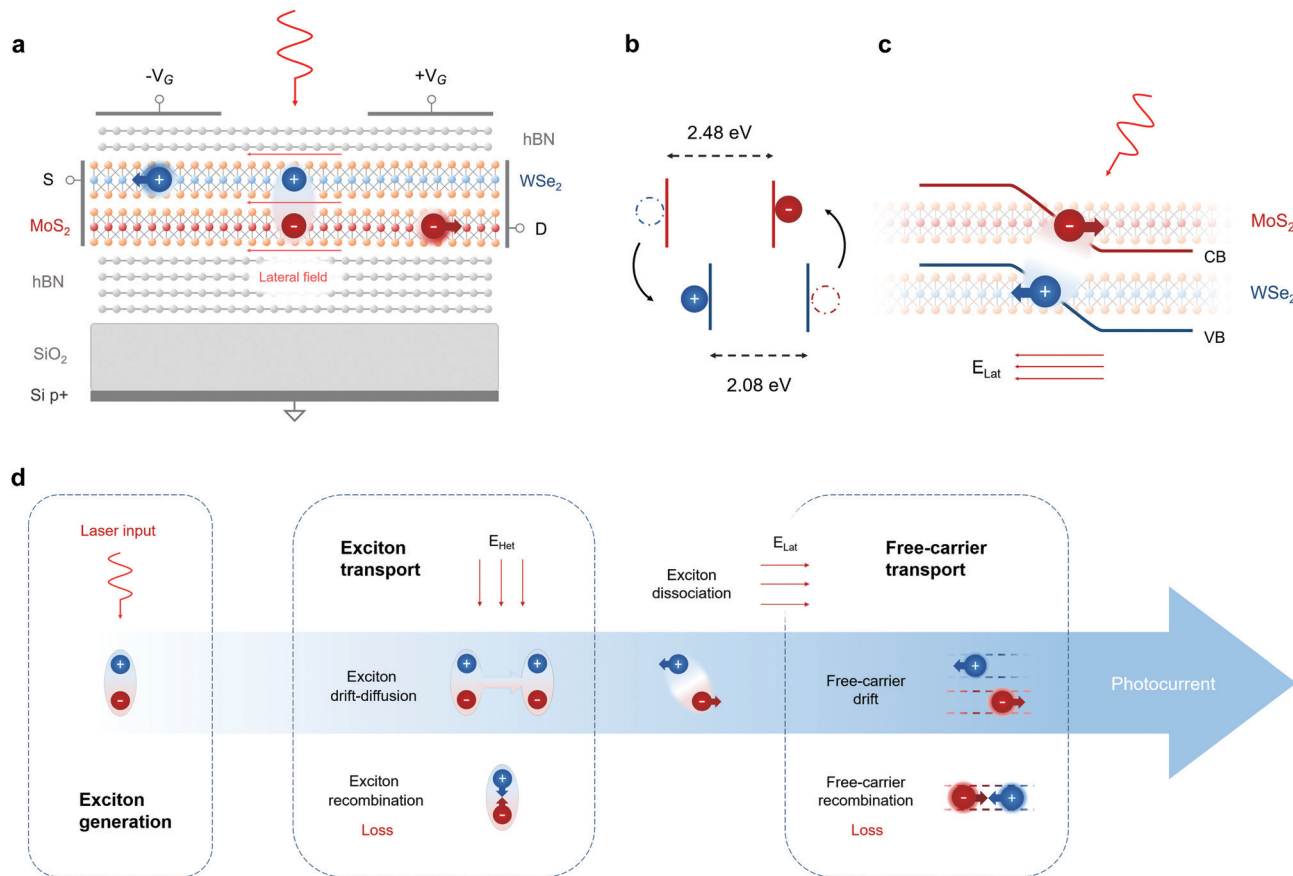 a
-V_G
+V_G
hBN
S
WSe₂
MoS₂
D
hBN
Lateral field
SiO₂
Si p+
b
2.48 eV
2.08 eV
c
MoS₂
CB
WSe₂
VB
E_Lat
d
Laser input
Exciton
generation
Exciton
transport
E_Het
Exciton
drift-diffusion
Exciton
recombination
Loss
Exciton
dissociation
E_Lat
Free-carrier
transport
Free-carrier
drift
Free-carrier
recombination
Loss
Photocurrent